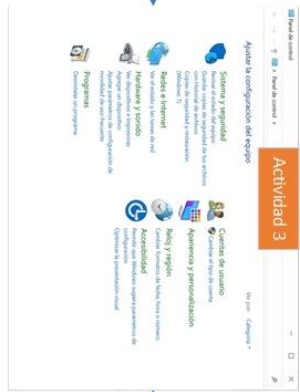 Panel de control
Actividad 3
Panel de control
Ajustar la configuración del equipo
Ver por: Categoría
Sistema y seguridad
Revisar el estado del equipo
Guardar copias de seguridad de tus archivos
con Historial de archivos
Copias de seguridad y restauración
(Windows 7)
Redes e Internet
Ver el estado y las tareas de red
Hardware y sonido
Ver dispositivos e impresoras
Agregar un dispositivo
Ajustar parámetros de configuración de
movilidad de uso frecuente
Programas
Desinstalar un programa
Cuentas de usuario
Cambiar el tipo de cuenta
Apariencia y personalización
Reloj y región
Cambiar formatos de fecha, hora o número
Accesibilidad
Permitir que Windows sugiera parámetros de
configuración
Optimizar la presentación visual